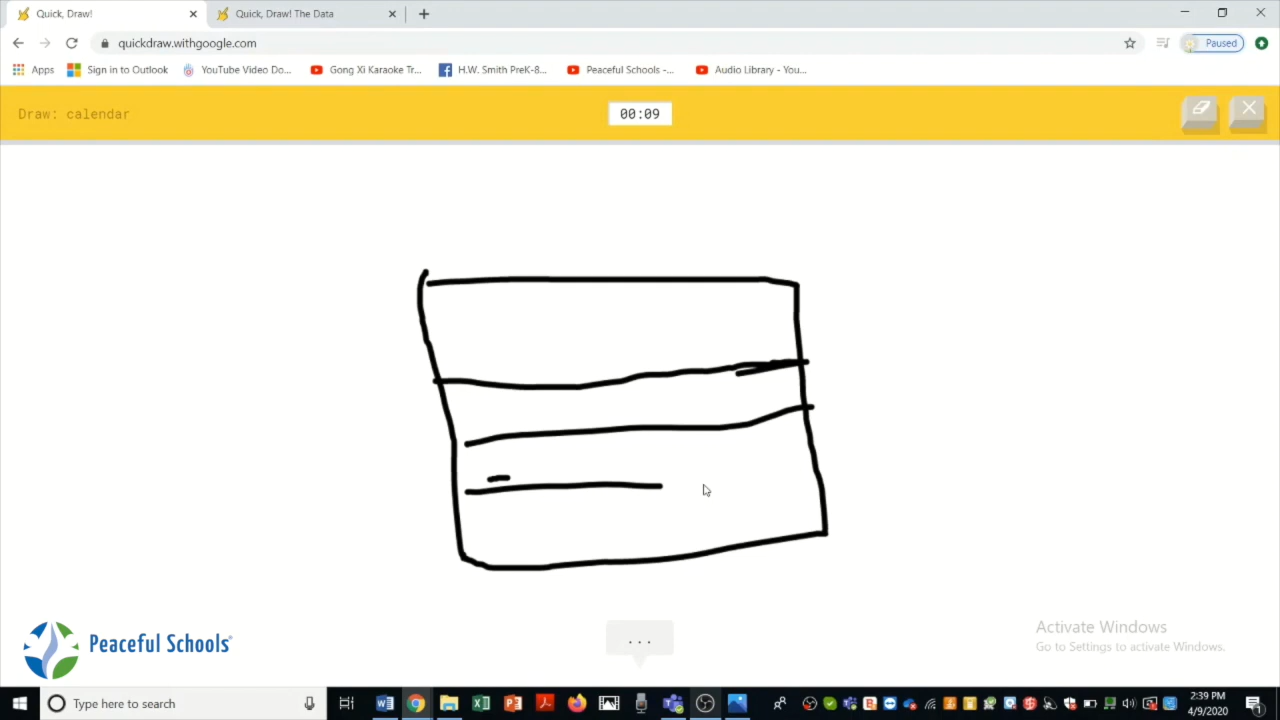 Quick, Draw!
Quick, Draw! The Data
quickdraw.withgoogle.com
Paused
Apps
Sign in to Outlook
YouTube Video Do...
Gong Xi Karaoke Tr...
H.W. Smith PreK-8...
Peaceful Schools -...
Audio Library - You...
Draw: calendar
00:09
...
Peaceful Schools®
Activate Windows
Go to Settings to activate Windows.
Type here to search
2:39 PM
4/9/2020